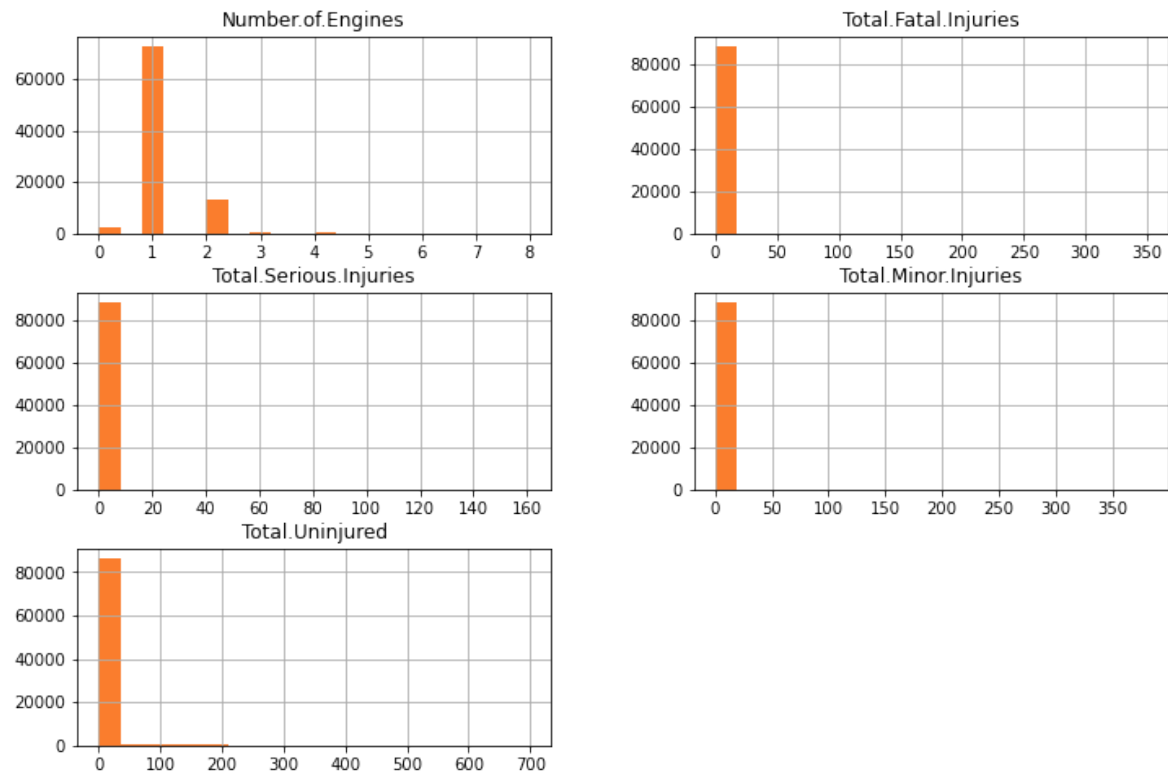 Number.of.Engines
60000
40000
20000
0
0 1 2 3 4 5 6 7 8
Total.Fatal.Injuries
80000
60000
40000
20000
0
0 50 100 150 200 250 300 350
Total.Serious.Injuries
80000
60000
40000
20000
0
0 20 40 60 80 100 120 140 160
Total.Minor.Injuries
80000
60000
40000
20000
0
0 50 100 150 200 250 300 350
Total.Uninjured
80000
60000
40000
20000
0
0 100 200 300 400 500 600 700